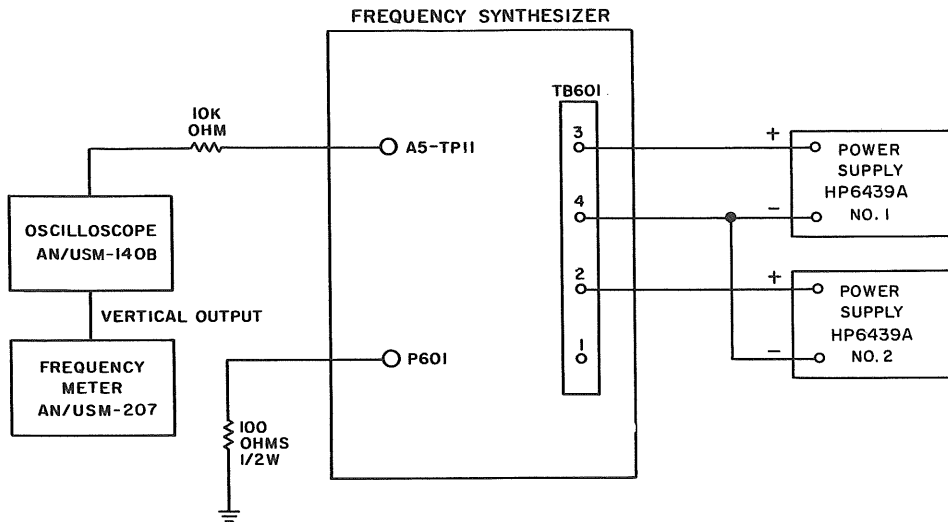 FREQUENCY SYNTHESIZER
TB601
10K
OHM
A5-TP11
3
4
2
1
+
POWER
SUPPLY
HP6439A
NO. 1
-
+
POWER
SUPPLY
HP6439A
NO. 2
-
OSCILLOSCOPE
AN/USM-140B
VERTICAL OUTPUT
FREQUENCY
METER
AN/USM-207
P601
100
OHMS
1/2W